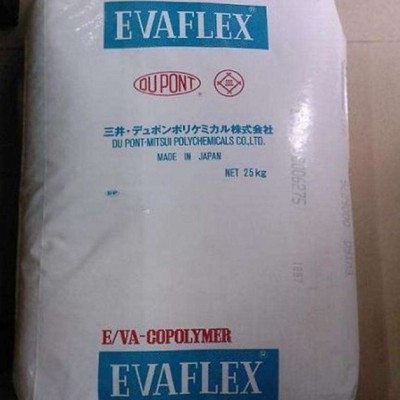 EVAFLEX®
DU PONT®
三井・デュポンポリケミカル株式会社
DU PONT-MITSUI POLYCHEMICALS CO.,LTD.
MADE IN JAPAN
NET 25kg
E/VA-COPOLYMER
EVAFLEX®